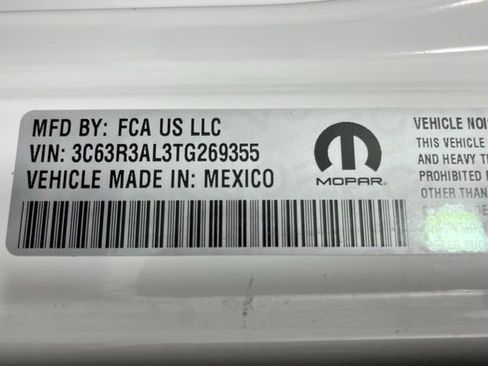 MFD BY: FCA US LLC
VIN: 3C63R3AL3TG269355
VEHICLE MADE IN: MEXICO
MOPAR
VEHICLE NOI
THIS VEHICLE
AND HEAVY T
OTHER THAN